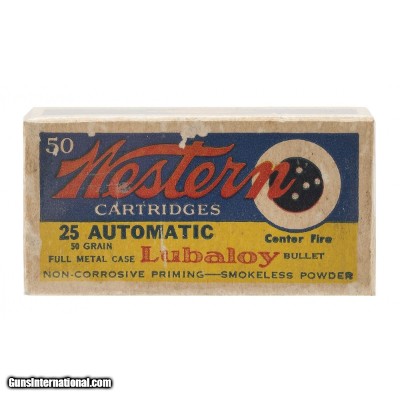 50 Western
CARTRIDGES
25 AUTOMATIC Center Fire
50 GRAIN
FULL METAL CASE Lubaloy BULLET
NON-CORROSIVE PRIMING—SMOKELESS POWDER
GunsInternational.com